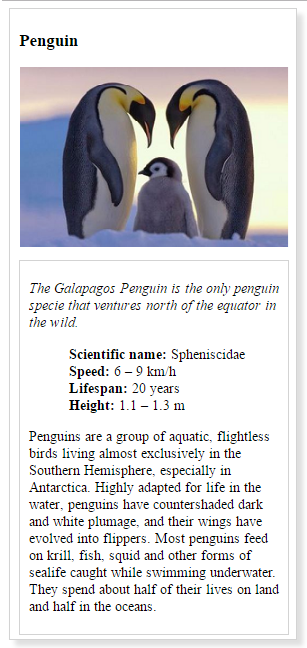 Penguin
The Galapagos Penguin is the only penguin
specie that ventures north of the equator in
the wild.
Scientific name: Spheniscidae
Speed: 6 – 9 km/h
Lifespan: 20 years
Height: 1.1 – 1.3 m
Penguins are a group of aquatic, flightless
birds living almost exclusively in the
Southern Hemisphere, especially in
Antarctica. Highly adapted for life in the
water, penguins have countershaded dark
and white plumage, and their wings have
evolved into flippers. Most penguins feed
on krill, fish, squid and other forms of
sealife caught while swimming underwater.
They spend about half of their lives on land
and half in the oceans.